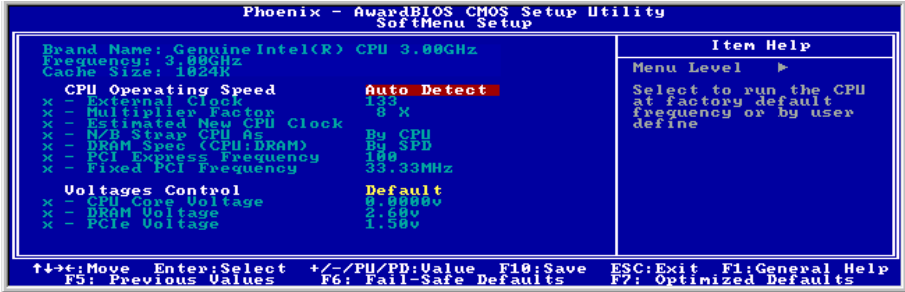 Phoenix - AwardBIOS CMOS Setup Utility
SoftMenu Setup
Brand Name: Genuine Intel(R) CPU 3.00GHz
Frequency: 3.00GHz
Cache Size: 1024K
CPU Operating Speed Auto Detect
x - External Clock 133
x - Multiplier Factor 8 X
x - Estimated New CPU Clock
x - N/B Strap CPU As By CPU
x - DRAM Spec (CPU:DRAM) By SPD
x - PCI Express Frequency 100
x - Fixed PCI Frequency 33.33MHz
Voltages Control Default
x - CPU Core Voltage 0.0000v
x - DRAM Voltage 2.60v
x - PCIe Voltage 1.50v
Item Help
Menu Level ▶
Select to run the CPU
at factory default
frequency or by user
define
↑↓→←:Move Enter:Select +/-/PU/PD:Value F10:Save ESC:Exit F1:General Help
F5: Previous Values F6: Fail-Safe Defaults F7: Optimized Defaults